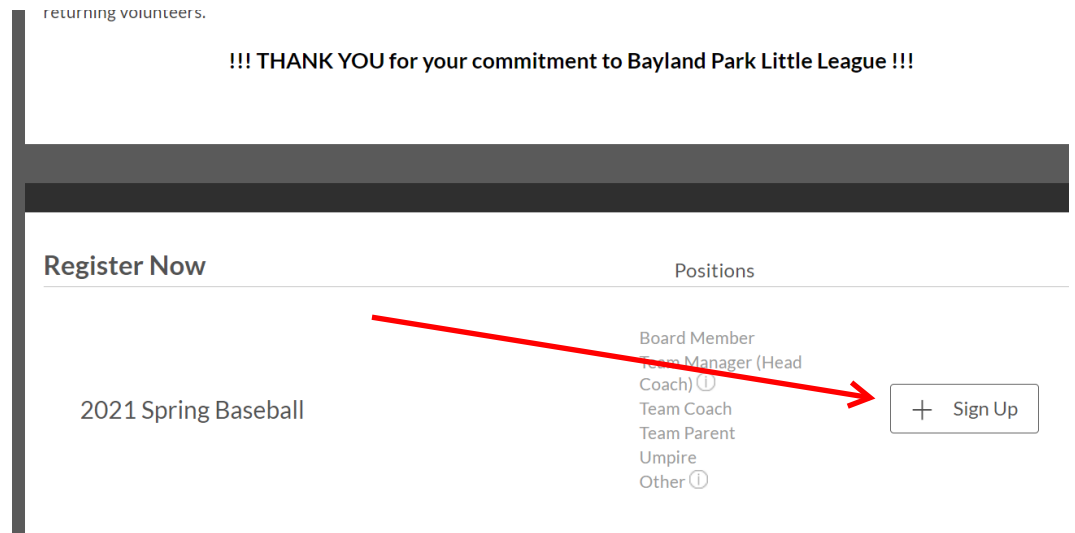 returning volunteers.
!!! THANK YOU for your commitment to Bayland Park Little League !!!
Register Now
Positions
Board Member
Team Manager (Head
Coach) ⓘ
2021 Spring Baseball
Team Coach
+ Sign Up
Team Parent
Umpire
Other ⓘ